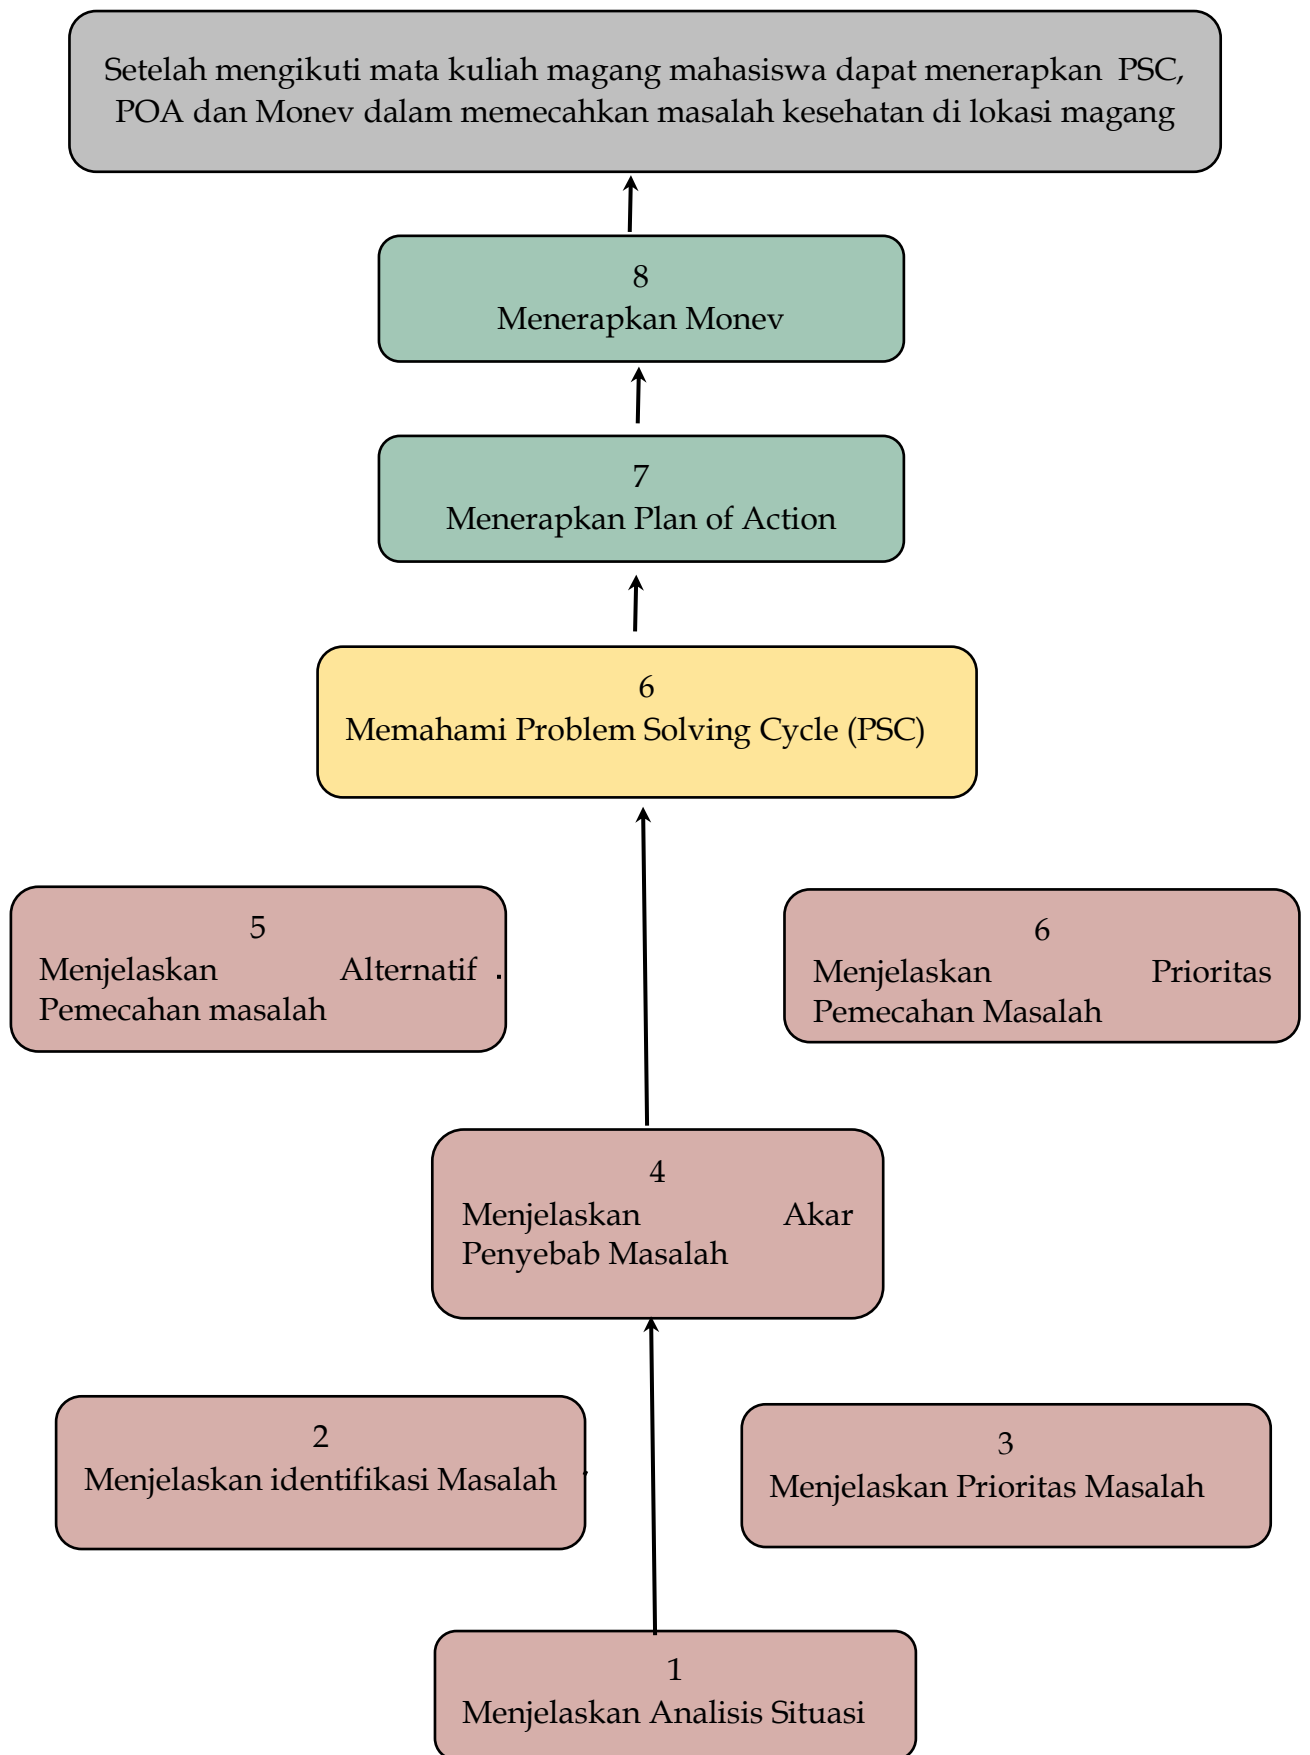 Setelah mengikuti mata kuliah magang mahasiswa dapat menerapkan PSC,
POA dan Monev dalam memecahkan masalah kesehatan di lokasi magang
8
Menerapkan Monev
7
Menerapkan Plan of Action
6
Memahami Problem Solving Cycle (PSC)
5
Menjelaskan Alternatif .
Pemecahan masalah
6
Menjelaskan Prioritas
Pemecahan Masalah
4
Menjelaskan Akar
Penyebab Masalah
2
Menjelaskan identifikasi Masalah
3
Menjelaskan Prioritas Masalah
1
Menjelaskan Analisis Situasi